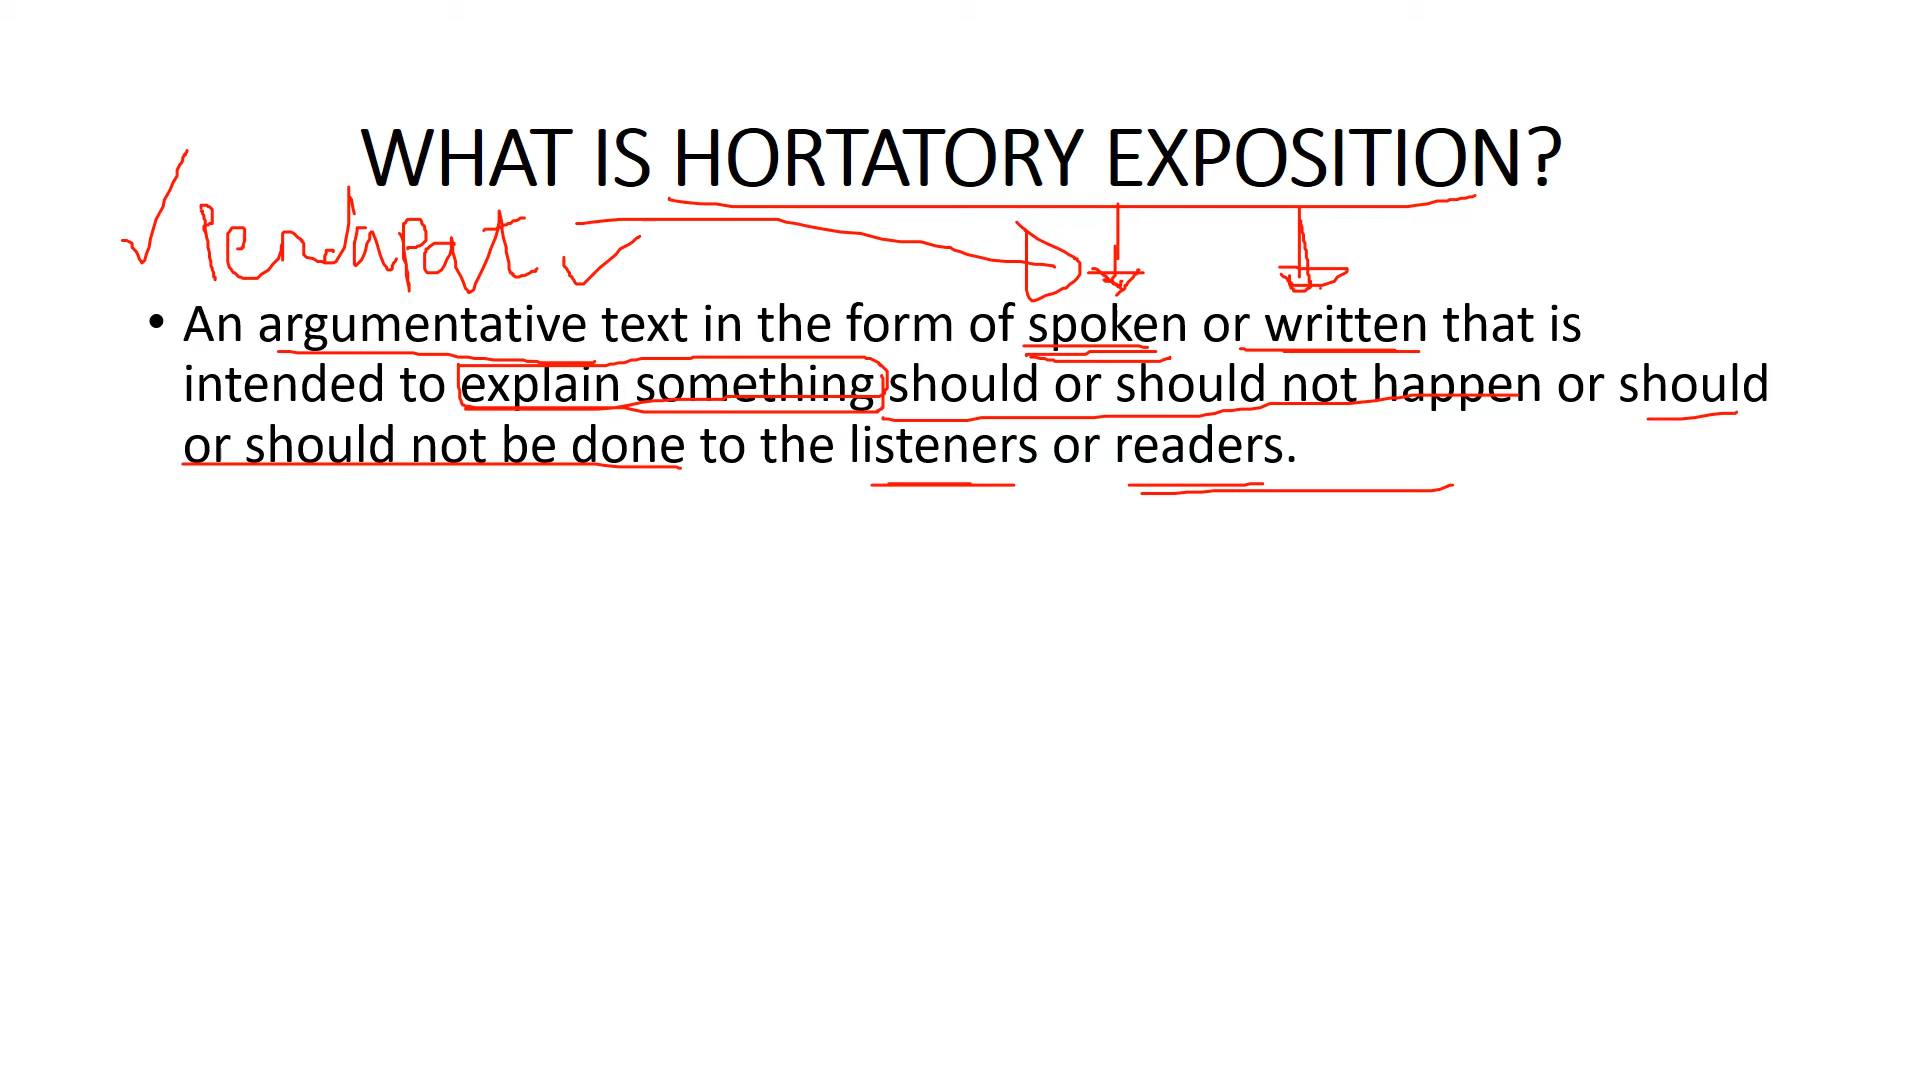 WHAT IS HORTATORY EXPOSITION?
Pendapat
• An argumentative text in the form of spoken or written that is
intended to explain something should or should not happen or should
or should not be done to the listeners or readers.